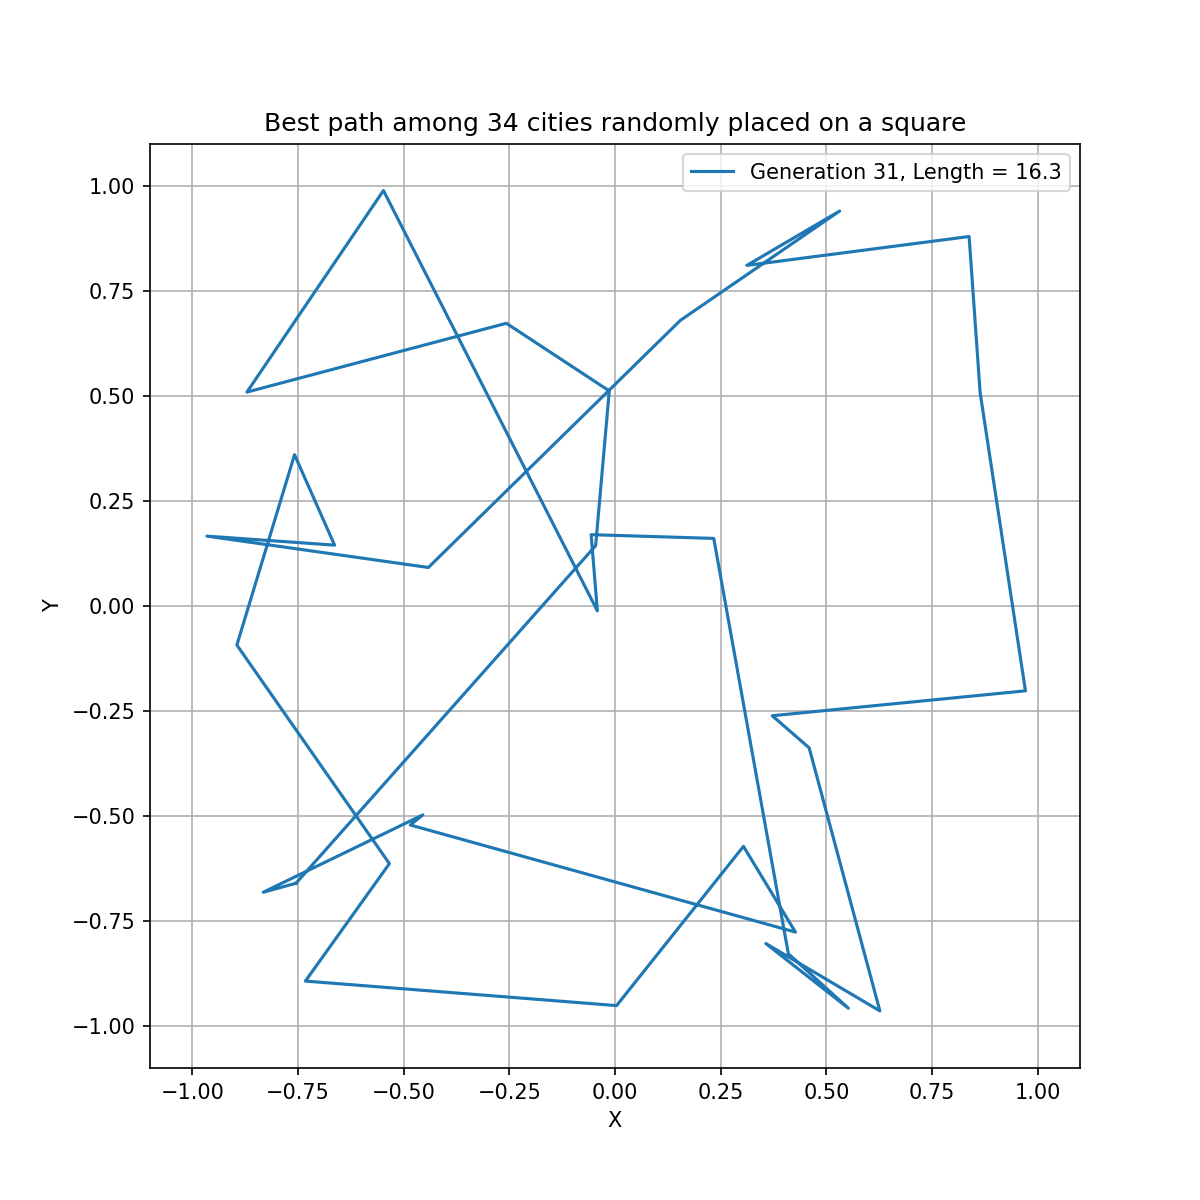 Best path among 34 cities randomly placed on a square
Generation 31, Length = 16.3
1.00
0.75
0.50
0.25
0.00
−0.25
−0.50
−0.75
−1.00
Y
−1.00 −0.75 −0.50 −0.25 0.00 0.25 0.50 0.75 1.00
X